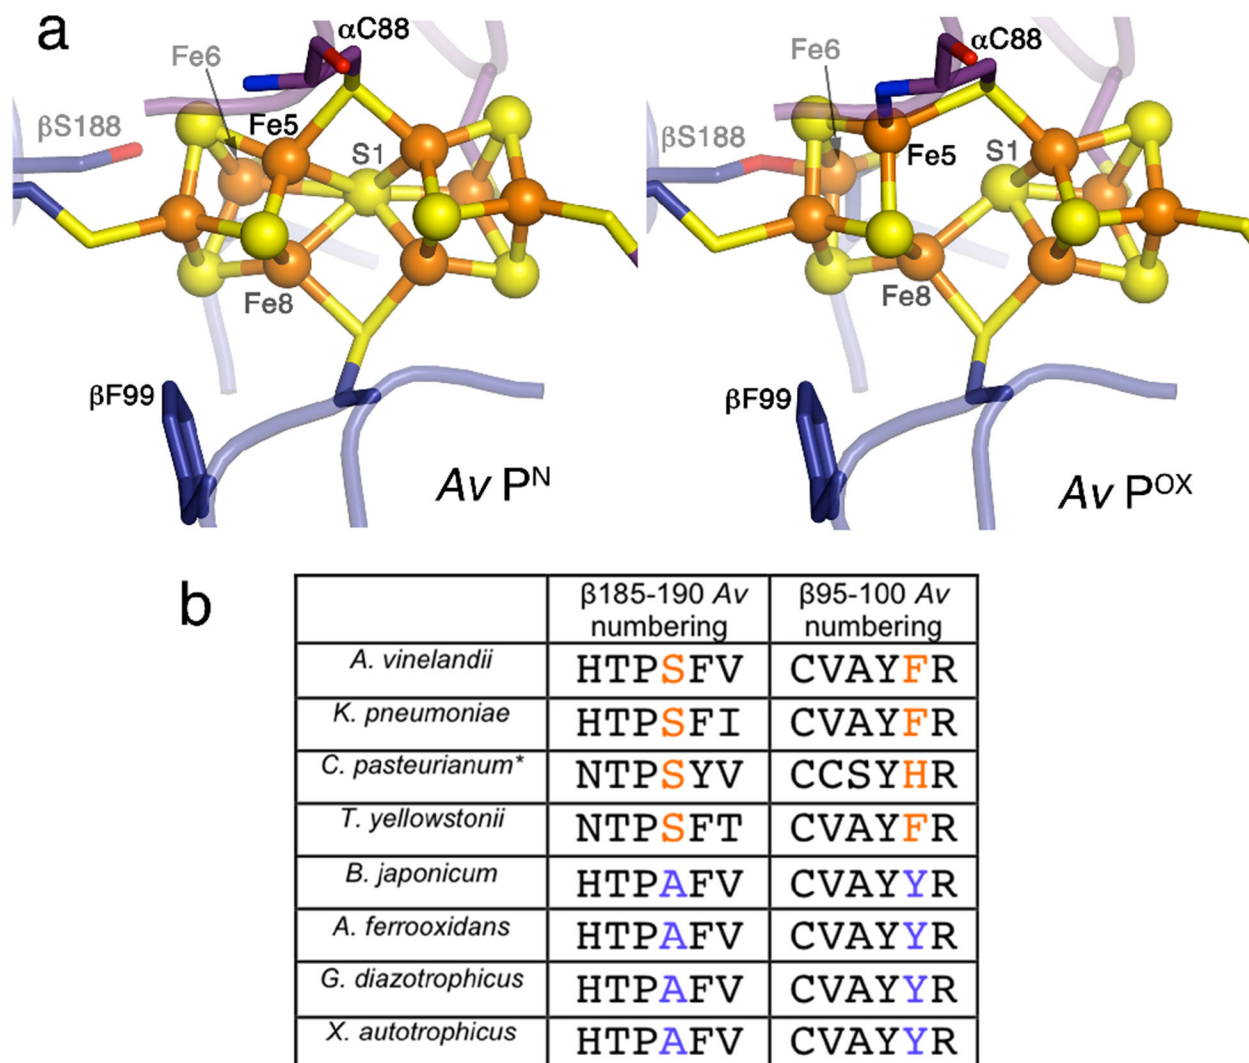 a
αC88
αC88
Fe6
Fe6
βS188
βS188
Fe5
Fe5
S1
S1
Fe8
Fe8
βF99
βF99
Av Pᴺ
Av Pᴼˣ
b
β185-190 Av numbering | β95-100 Av numbering
A. vinelandii HTPSFV CVAYFR
K. pneumoniae HTPSFI CVAYFR
C. pasteurianum* NTPSYV CCSYHR
T. yellowstonii NTPSFT CVAYFR
B. japonicum HTPAFV CVAYYR
A. ferrooxidans HTPAFV CVAYYR
G. diazotrophicus HTPAFV CVAYYR
X. autotrophicus HTPAFV CVAYYR